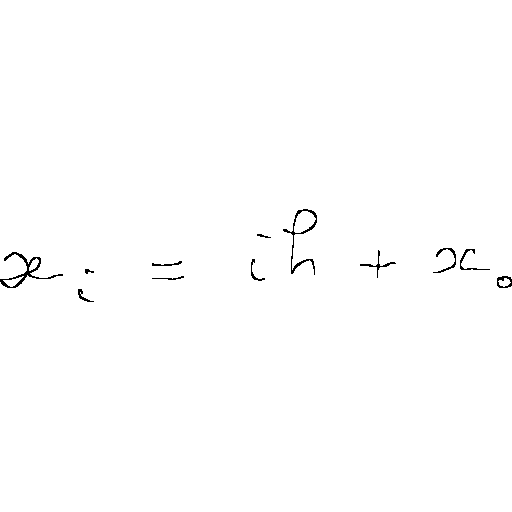 x_i = ih + x_0